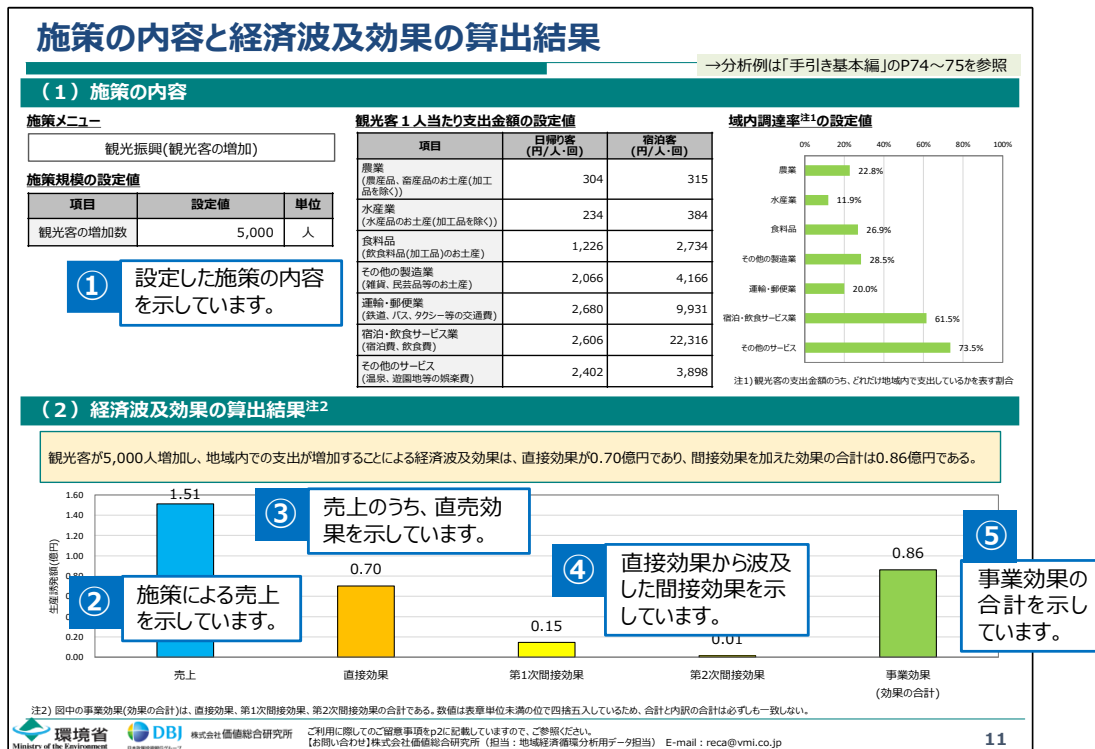 施策の内容と経済波及効果の算出結果
→分析例は「手引き基本編」のP74～75を参照
（１）施策の内容
施策メニュー
観光振興(観光客の増加)
施策規模の設定値
項目 設定値 単位
観光客の増加数 5,000 人
① 設定した施策の内容
を示しています。
観光客１人当たり支出金額の設定値
項目 日帰り客 宿泊客
(円/人・回) (円/人・回)
農業
(農産品、畜産品のお土産(加工
品を除く)) 304 315
水産業
(水産品のお土産(加工品を除く)) 234 384
食料品
(飲食料品(加工品)のお土産) 1,226 2,734
その他の製造業
(雑貨、民芸品等のお土産) 2,066 4,166
運輸・郵便業
(鉄道、バス、タクシー等の交通費) 2,680 9,931
宿泊・飲食サービス業
(宿泊費、飲食費) 2,606 22,316
その他のサービス
(温泉、遊園地等の娯楽費) 2,402 3,898
域内調達率注1の設定値
0% 20% 40% 60% 80% 100%
農業 22.8%
水産業 11.9%
食料品 26.9%
その他の製造業 28.5%
運輸・郵便業 20.0%
宿泊・飲食サービス業 61.5%
その他のサービス 73.5%
注1)観光客の支出金額のうち、どれだけ地域内で支出しているかを表す割合
（２）経済波及効果の算出結果注2
観光客が5,000人増加し、地域内での支出が増加することによる経済波及効果は、直接効果が0.70億円であり、間接効果を加えた効果の合計は0.86億円である。
生産誘発額(億円)
1.60
1.40
1.20
1.00
0.80
0.20
0.00
1.51
0.70
0.15
0.01
0.86
② 施策による売上
を示しています。
③ 売上のうち、直売効
果を示しています。
④ 直接効果から波及
した間接効果を示
しています。
⑤
事業効果の
合計を示し
ています。
売上 直接効果 第1次間接効果 第2次間接効果 事業効果
(効果の合計)
注2) 図中の事業効果(効果の合計)は、直接効果、第1次間接効果、第2次間接効果の合計である。数値は表章単位未満の位で四捨五入しているため、合計と内訳の合計は必ずしも一致しない。
環境省
Ministry of the Environment
DBJ
株式会社価値総合研究所
ご利用に際してのご留意事項をp2に記載していますので、ご参照ください。
【お問い合わせ】株式会社価値総合研究所（担当：地域経済循環分析用データ担当） E-mail：reca@vmi.co.jp
11